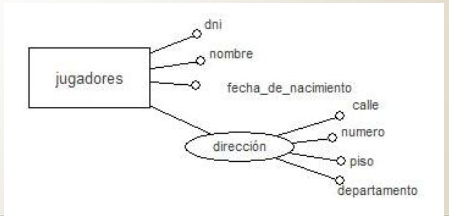 dni
nombre
jugadores
fecha_de_nacimiento
calle
numero
dirección
piso
departamento